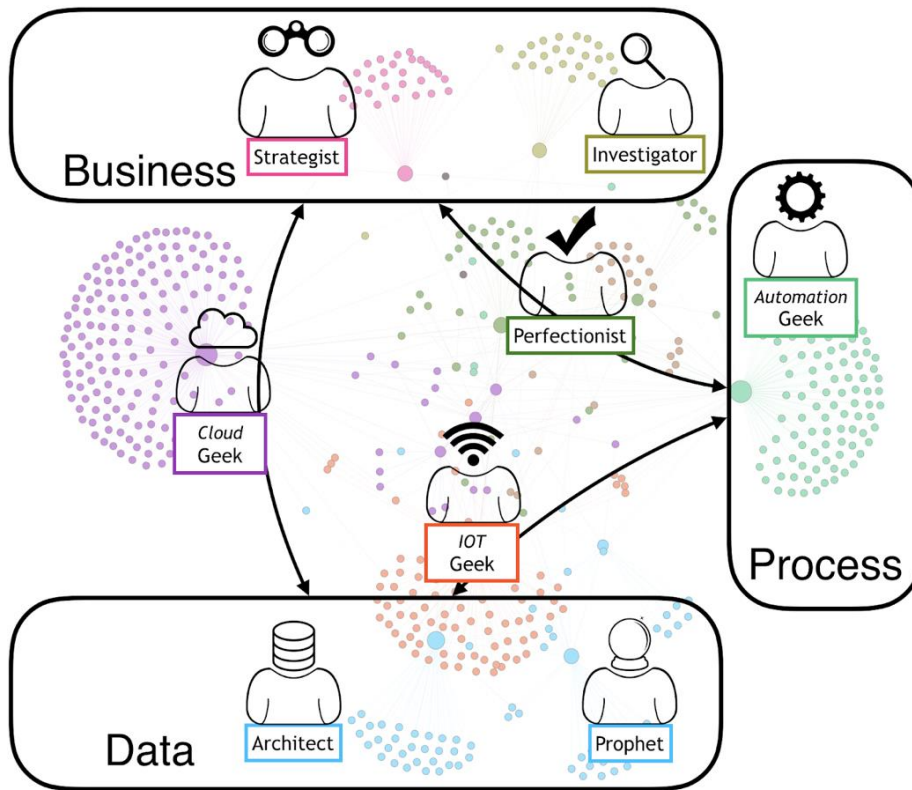 Strategist
Investigator
Business
Automation
Geek
Perfectionist
Cloud
Geek
IOT
Geek
Process
Architect
Prophet
Data